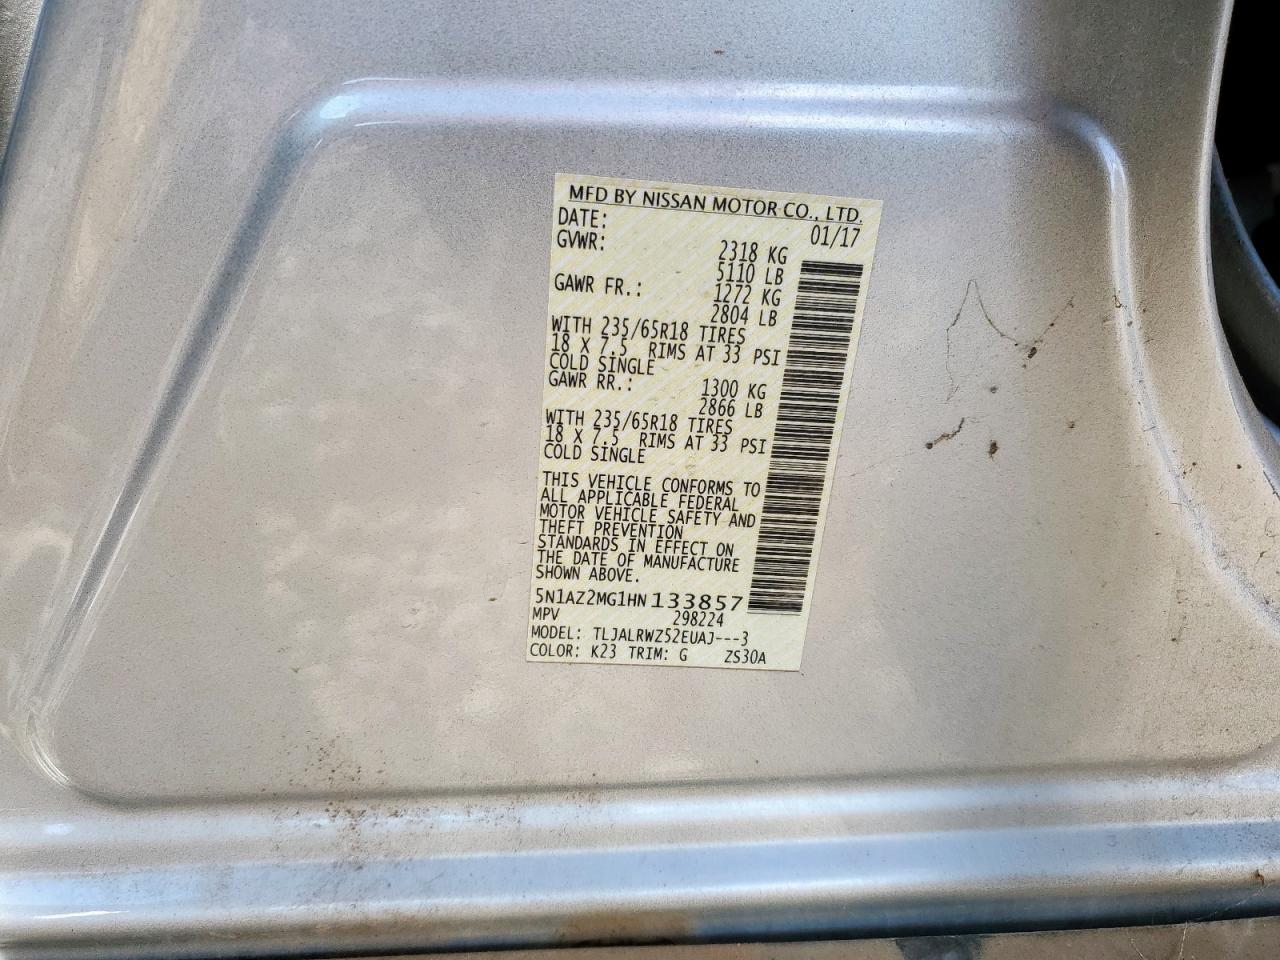 MFD BY NISSAN MOTOR CO., LTD.
DATE: 01/17
GVWR: 2318 KG
5110 LB
GAWR FR.: 1272 KG
2804 LB
WITH 235/65R18 TIRES
18 X 7.5 RIMS AT 33 PSI
COLD SINGLE
GAWR RR.: 1300 KG
2866 LB
WITH 235/65R18 TIRES
18 X 7.5 RIMS AT 33 PSI
COLD SINGLE
THIS VEHICLE CONFORMS TO
ALL APPLICABLE FEDERAL
MOTOR VEHICLE SAFETY AND
THEFT PREVENTION
STANDARDS IN EFFECT ON
THE DATE OF MANUFACTURE
SHOWN ABOVE.
5N1AZ2MG1HN133857
MPV 298224
MODEL: TLJALRWZ52EUAJ---3
COLOR: K23 TRIM: G ZS30A